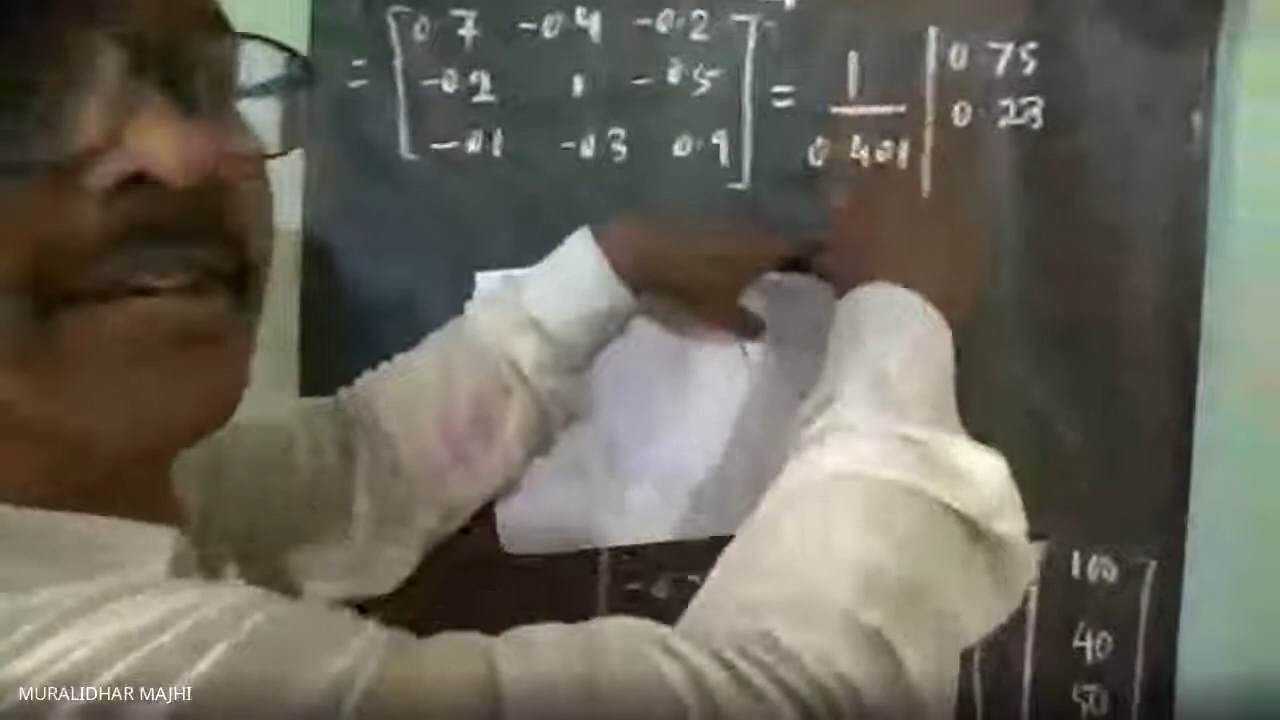 = [ 0.7 -0.4 -0.2 ] = 1 / 0.401 | 0.75
-0.2 1 -0.5 0.23
-0.1 -0.3 0.9
100
40
50
MURALIDHAR MAJHI